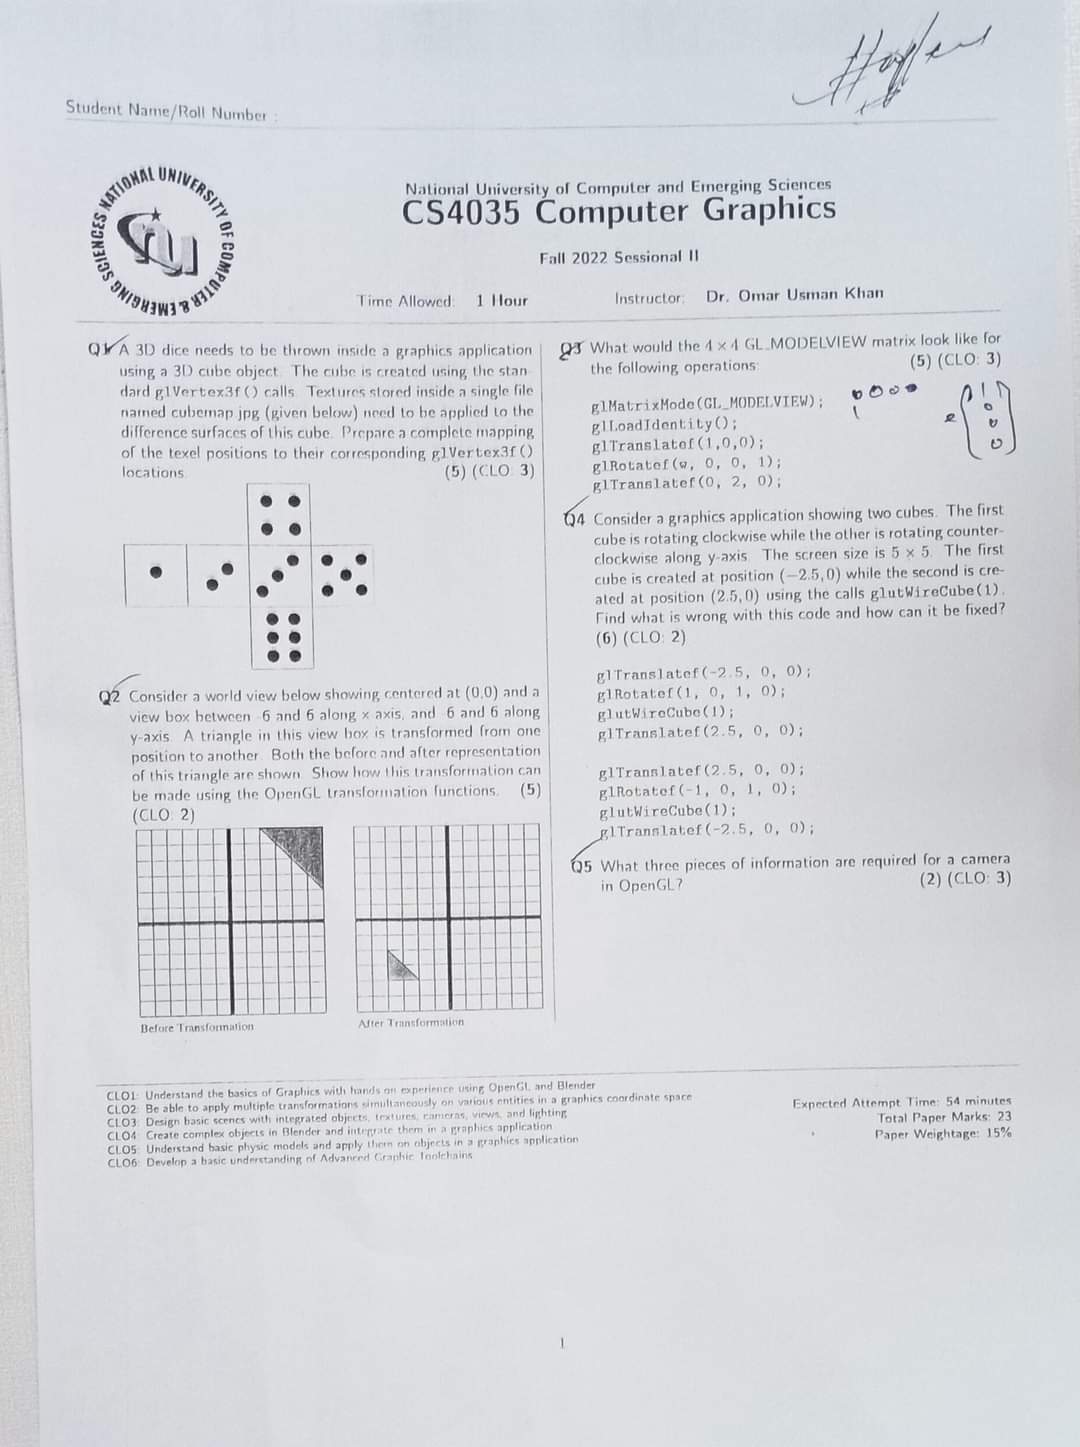 Student Name/Roll Number :
NATIONAL UNIVERSITY OF COMPUTER & EMERGING SCIENCES
nu
National University of Computer and Emerging Sciences
CS4035 Computer Graphics
Fall 2022 Sessional II
Time Allowed: 1 Hour
Instructor: Dr. Omar Usman Khan
Q1 A 3D dice needs to be thrown inside a graphics application
using a 3D cube object. The cube is created using the stan-
dard glVertex3f() calls. Textures stored inside a single file
named cubemap.jpg (given below) need to be applied to the
difference surfaces of this cube. Prepare a complete mapping
of the texel positions to their corresponding glVertex3f()
locations. (5) (CLO: 3)
Q2 Consider a world view below showing centered at (0,0) and a
view box between -6 and 6 along x axis, and -6 and 6 along
y-axis. A triangle in this view box is transformed from one
position to another. Both the before and after representation
of this triangle are shown. Show how this transformation can
be made using the OpenGL transformation functions. (5)
(CLO: 2)
Before Transformation
After Transformation
Q3 What would the 4 × 4 GL_MODELVIEW matrix look like for
the following operations: (5) (CLO: 3)
glMatrixMode(GL_MODELVIEW);
glLoadIdentity();
glTranslatef(1,0,0);
glRotatef(w, 0, 0, 1);
glTranslatef(0, 2, 0);
Q4 Consider a graphics application showing two cubes. The first
cube is rotating clockwise while the other is rotating counter-
clockwise along y-axis. The screen size is 5 × 5. The first
cube is created at position (−2.5,0) while the second is cre-
ated at position (2.5,0) using the calls glutWireCube(1).
Find what is wrong with this code and how can it be fixed?
(6) (CLO: 2)
glTranslatef(-2.5, 0, 0);
glRotatef(1, 0, 1, 0);
glutWireCube(1);
glTranslatef(2.5, 0, 0);
glTranslatef(2.5, 0, 0);
glRotatef(-1, 0, 1, 0);
glutWireCube(1);
glTranslatef(-2.5, 0, 0);
Q5 What three pieces of information are required for a camera
in OpenGL? (2) (CLO: 3)
CLO1: Understand the basics of Graphics with hands on experience using OpenGL and Blender
CLO2: Be able to apply multiple transformations simultaneously on various entities in a graphics coordinate space
CLO3: Design basic scenes with integrated objects, textures, cameras, views, and lighting
CLO4: Create complex objects in Blender and integrate them in a graphics application
CLO5: Understand basic physic models and apply them on objects in a graphics application
CLO6: Develop a basic understanding of Advanced Graphic Toolchains
Expected Attempt Time: 54 minutes
Total Paper Marks: 23
Paper Weightage: 15%
1